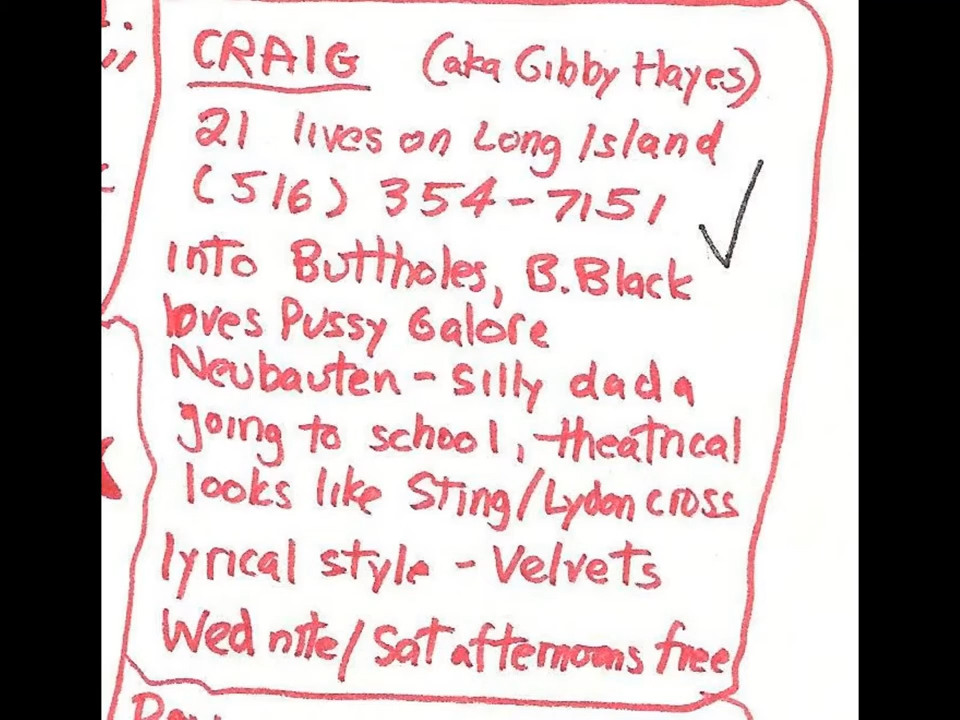 CRAIG (aka Gibby Hayes)
21 lives on Long Island
(516) 354-7151
into Buttholes, B.Black
loves Pussy Galore
Neubauten - silly dada
going to school, theatrical
looks like Sting/Lydon cross
lyrical style - Velvets
Wed nite/Sat afternoons free